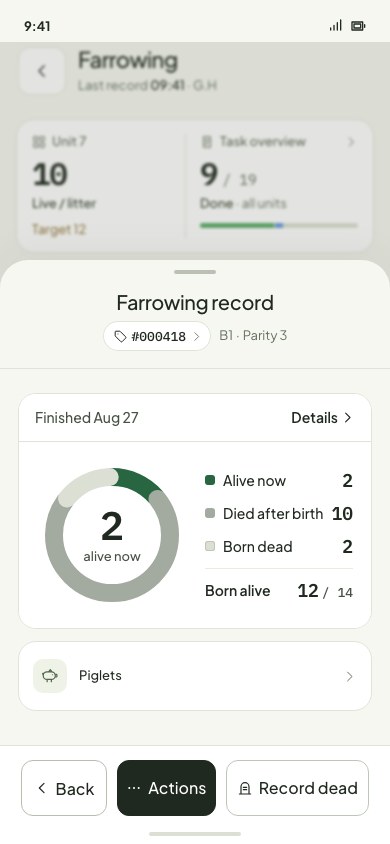 9:41
Farrowing
Last record 09:41 · G.H
Unit 7
Task overview
10
9 / 19
Live / litter
Done · all units
Target 12
Farrowing record
#000418
B1 · Parity 3
Finished Aug 27
Details
2
alive now
Alive now 2
Died after birth 10
Born dead 2
Born alive 12 / 14
Piglets
Back
··· Actions
Record dead